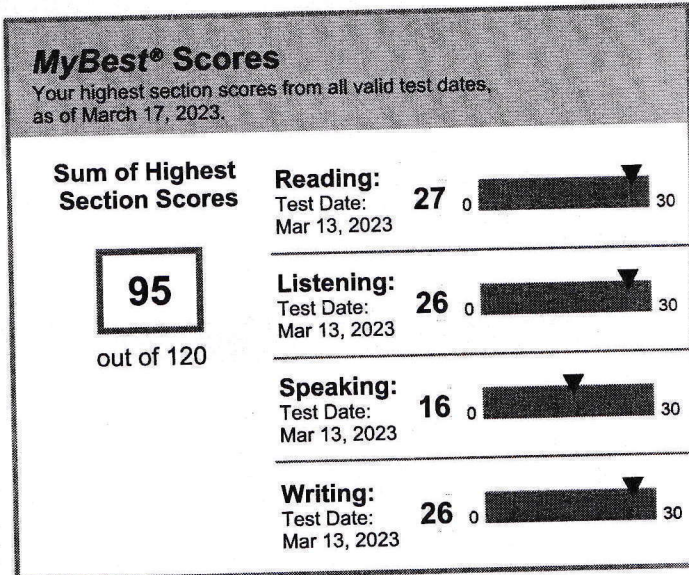 MyBest® Scores
Your highest section scores from all valid test dates,
as of March 17, 2023.
Sum of Highest
Section Scores
95
out of 120
Reading:
Test Date:
Mar 13, 2023
27
0
30
Listening:
Test Date:
Mar 13, 2023
26
0
30
Speaking:
Test Date:
Mar 13, 2023
16
0
30
Writing:
Test Date:
Mar 13, 2023
26
0
30